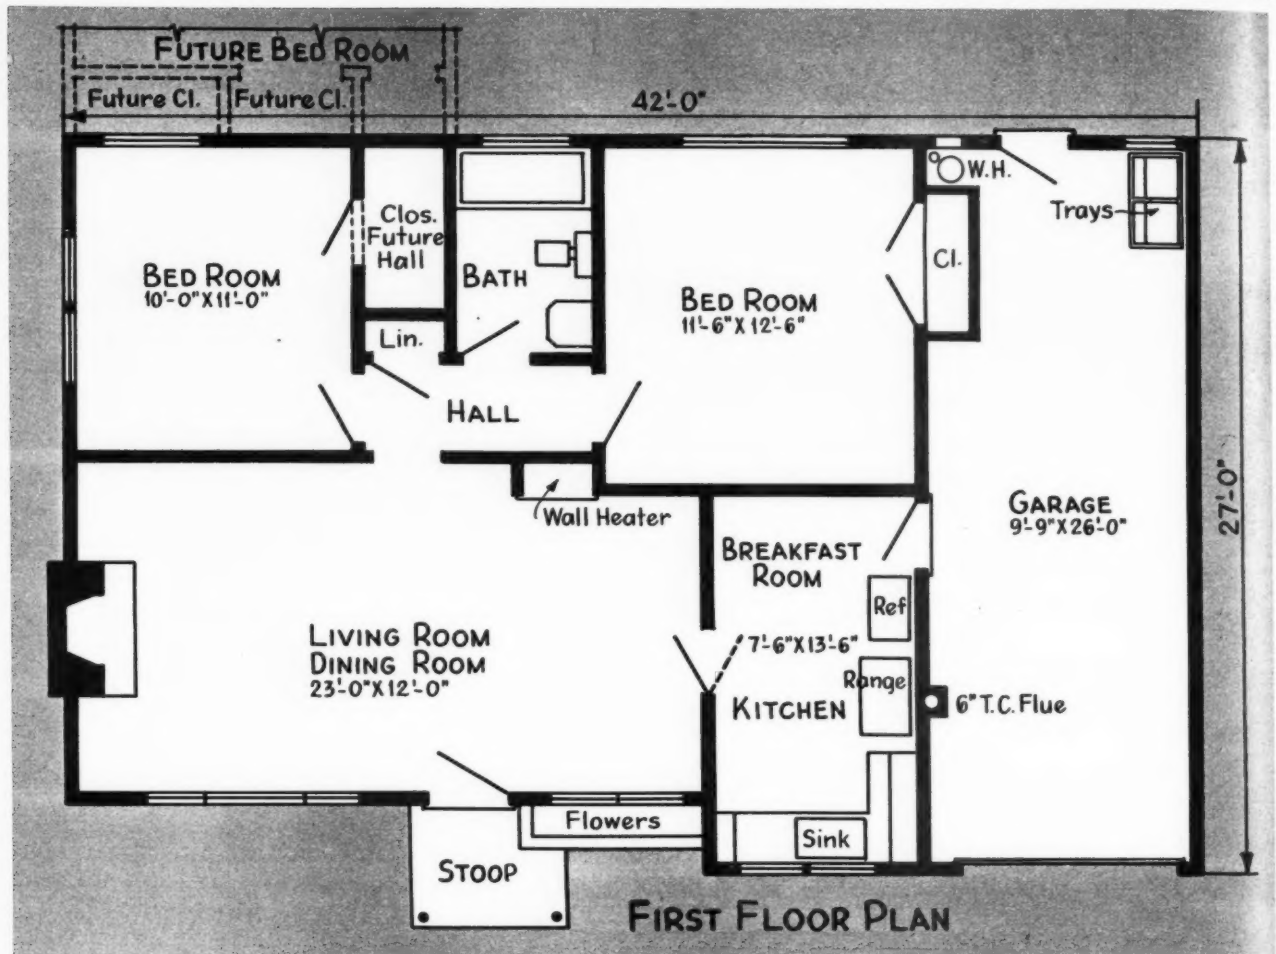 FUTURE BED ROOM
Future Cl.
Future Cl.
42'-0"
W.H.
Trays
Clos.
Future
Hall
BED ROOM
10'-0"X11'-0"
BATH
BED ROOM
11'-6"X12'-6"
Cl.
Lin.
HALL
Wall Heater
GARAGE
9'-9"X26'-0"
27'-0"
BREAKFAST
ROOM
Ref
LIVING ROOM
DINING ROOM
23'-0"X12'-0"
7'-6"X13'-6"
Range
KITCHEN
6" T.C. Flue
Flowers
Sink
STOOP
FIRST FLOOR PLAN